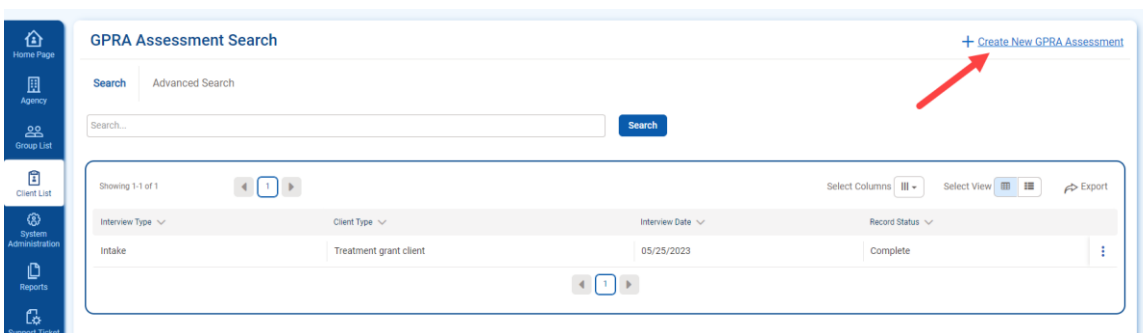 Home Page
Agency
Group List
Client List
System
Administration
Reports
Support Ticket
GPRA Assessment Search
Create New GPRA Assessment
Search Advanced Search
Search... Search
Showing 1-1 of 1 1 Select Columns Select View Export
Interview Type Client Type Interview Date Record Status
Intake Treatment grant client 05/25/2023 Complete
1